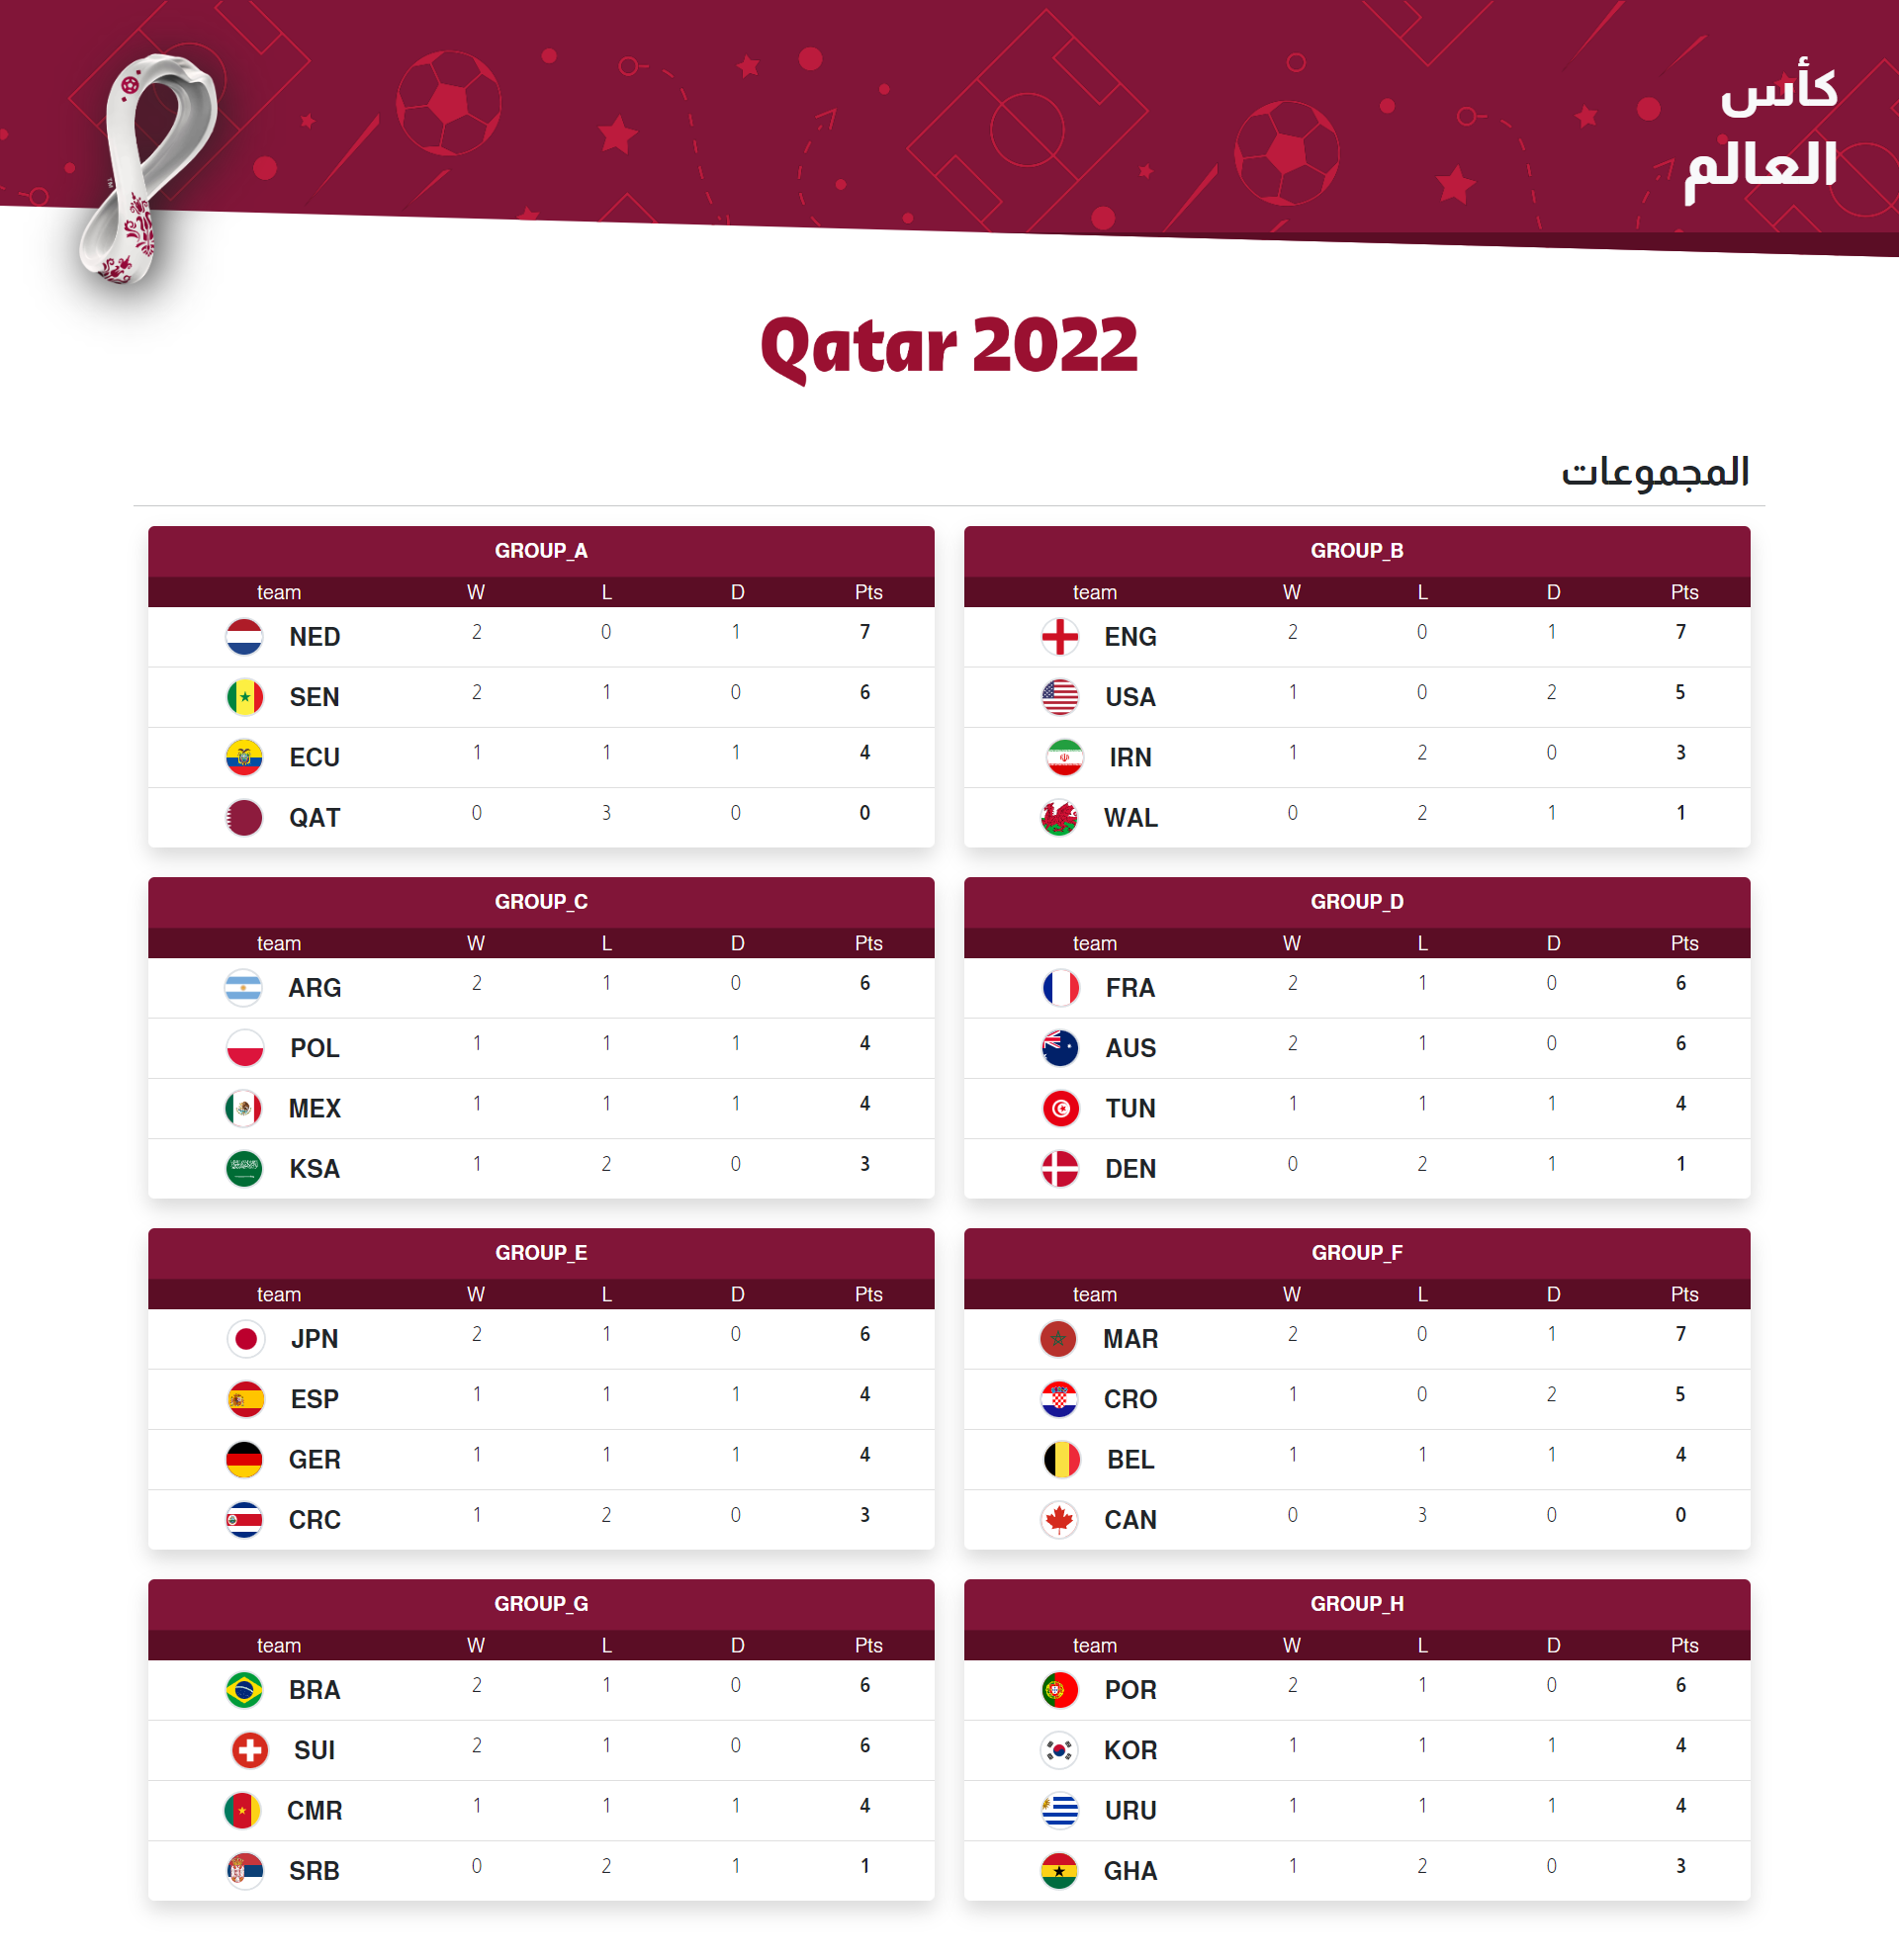 كأس
العالم
TM
Qatar 2022
المجموعات
GROUP_A
team W L D Pts
NED 2 0 1 7
SEN 2 1 0 6
ECU 1 1 1 4
QAT 0 3 0 0
GROUP_B
team W L D Pts
ENG 2 0 1 7
USA 1 0 2 5
IRN 1 2 0 3
WAL 0 2 1 1
GROUP_C
team W L D Pts
ARG 2 1 0 6
POL 1 1 1 4
MEX 1 1 1 4
KSA 1 2 0 3
GROUP_D
team W L D Pts
FRA 2 1 0 6
AUS 2 1 0 6
TUN 1 1 1 4
DEN 0 2 1 1
GROUP_E
team W L D Pts
JPN 2 1 0 6
ESP 1 1 1 4
GER 1 1 1 4
CRC 1 2 0 3
GROUP_F
team W L D Pts
MAR 2 0 1 7
CRO 1 0 2 5
BEL 1 1 1 4
CAN 0 3 0 0
GROUP_G
team W L D Pts
BRA 2 1 0 6
SUI 2 1 0 6
CMR 1 1 1 4
SRB 0 2 1 1
GROUP_H
team W L D Pts
POR 2 1 0 6
KOR 1 1 1 4
URU 1 1 1 4
GHA 1 2 0 3